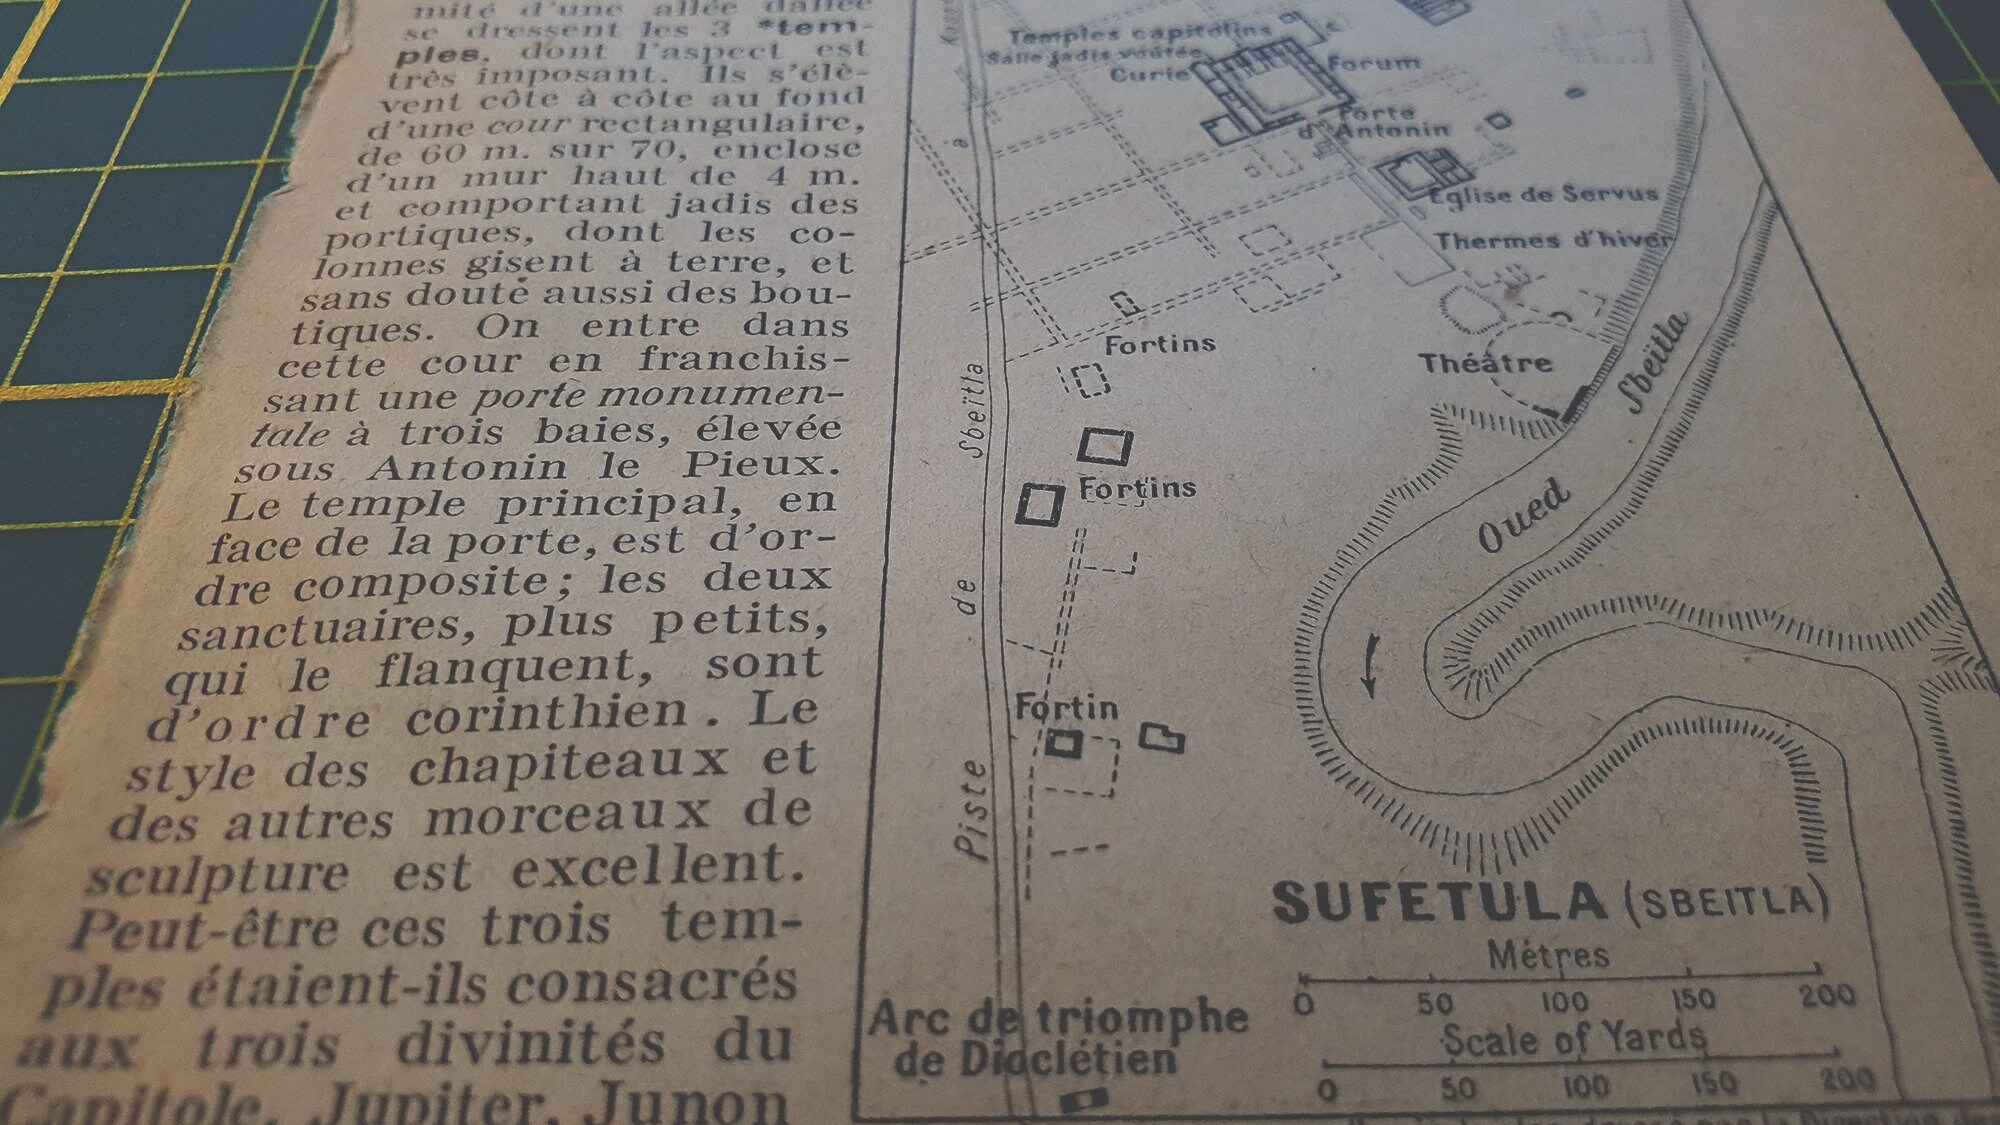 mité d'une allée dallée
se dressent les 3 *tem-
ples, dont l'aspect est
très imposant. Ils s'élè-
vent côte à côte au fond
d'une cour rectangulaire,
de 60 m. sur 70, enclose
d'un mur haut de 4 m.
et comportant jadis des
portiques, dont les co-
lonnes gisent à terre, et
sans doute aussi des bou-
tiques. On entre dans
cette cour en franchis-
sant une porte monumen-
tale à trois baies, élevée
sous Antonin le Pieux.
Le temple principal, en
face de la porte, est d'or-
dre composite; les deux
sanctuaires, plus petits,
qui le flanquent, sont
d'ordre corinthien. Le
style des chapiteaux et
des autres morceaux de
sculpture est excellent.
Peut-être ces trois tem-
ples étaient-ils consacrés
aux trois divinités du
Capitole, Jupiter, Junon
Temples capitolins
Salle jadis voûtée
Curie
Forum
Porte
d'Antonin
Eglise de Servus
Thermes d'hiver
Théâtre
Fortins
Fortins
Fortin
Piste de Sbeïtla à
Oued Sbeïtla
SUFETULA (SBEITLA)
Mètres
0 50 100 150 200
Scale of Yards
0 50 100 150 200
Arc de triomphe
de Dioclétien